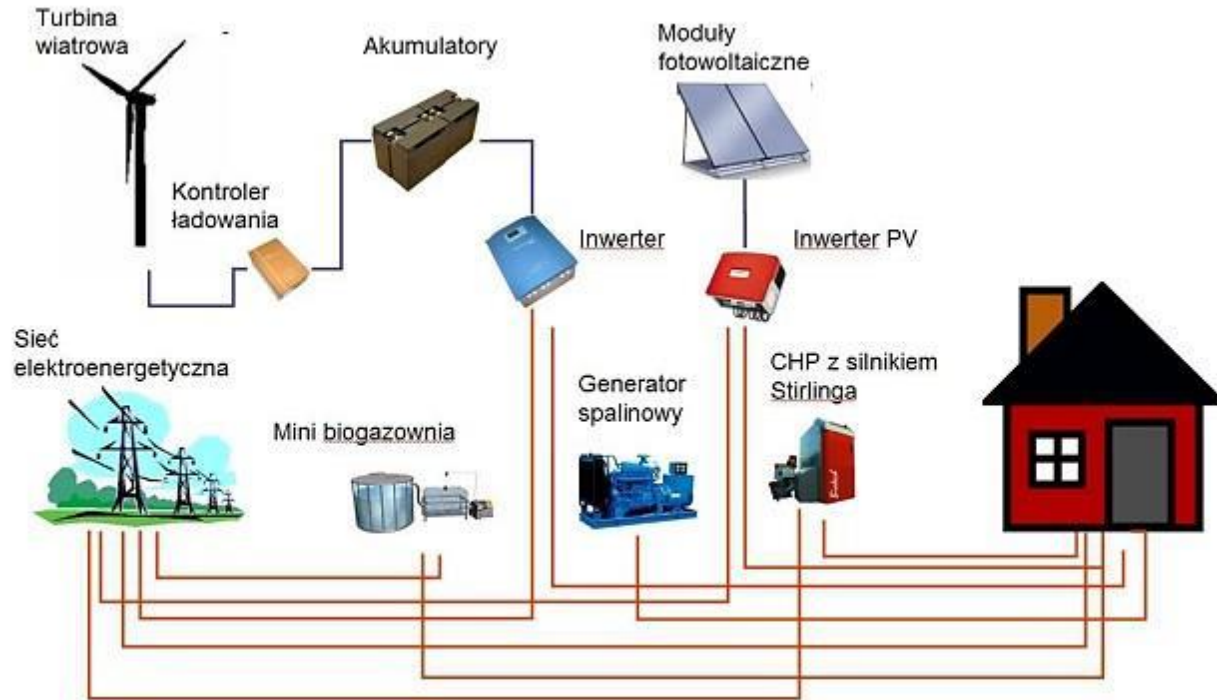 Turbina
wiatrowa
Akumulatory
Moduły
fotowoltaiczne
Kontroler
ładowania
Inwerter
Inwerter PV
Sieć
elektroenergetyczna
Mini biogazownia
Generator
spalinowy
CHP z silnikiem
Stirlinga